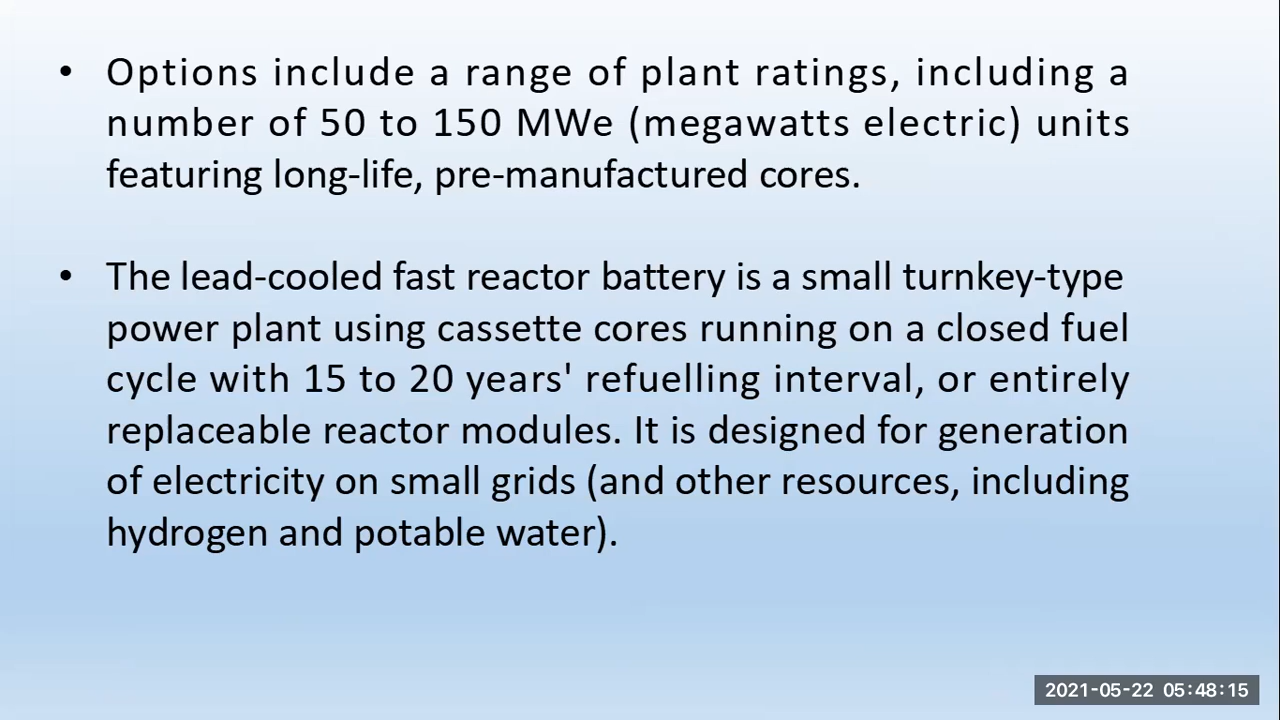 • Options include a range of plant ratings, including a
number of 50 to 150 MWe (megawatts electric) units
featuring long-life, pre-manufactured cores.
• The lead-cooled fast reactor battery is a small turnkey-type
power plant using cassette cores running on a closed fuel
cycle with 15 to 20 years' refuelling interval, or entirely
replaceable reactor modules. It is designed for generation
of electricity on small grids (and other resources, including
hydrogen and potable water).
2021-05-22 05:48:15